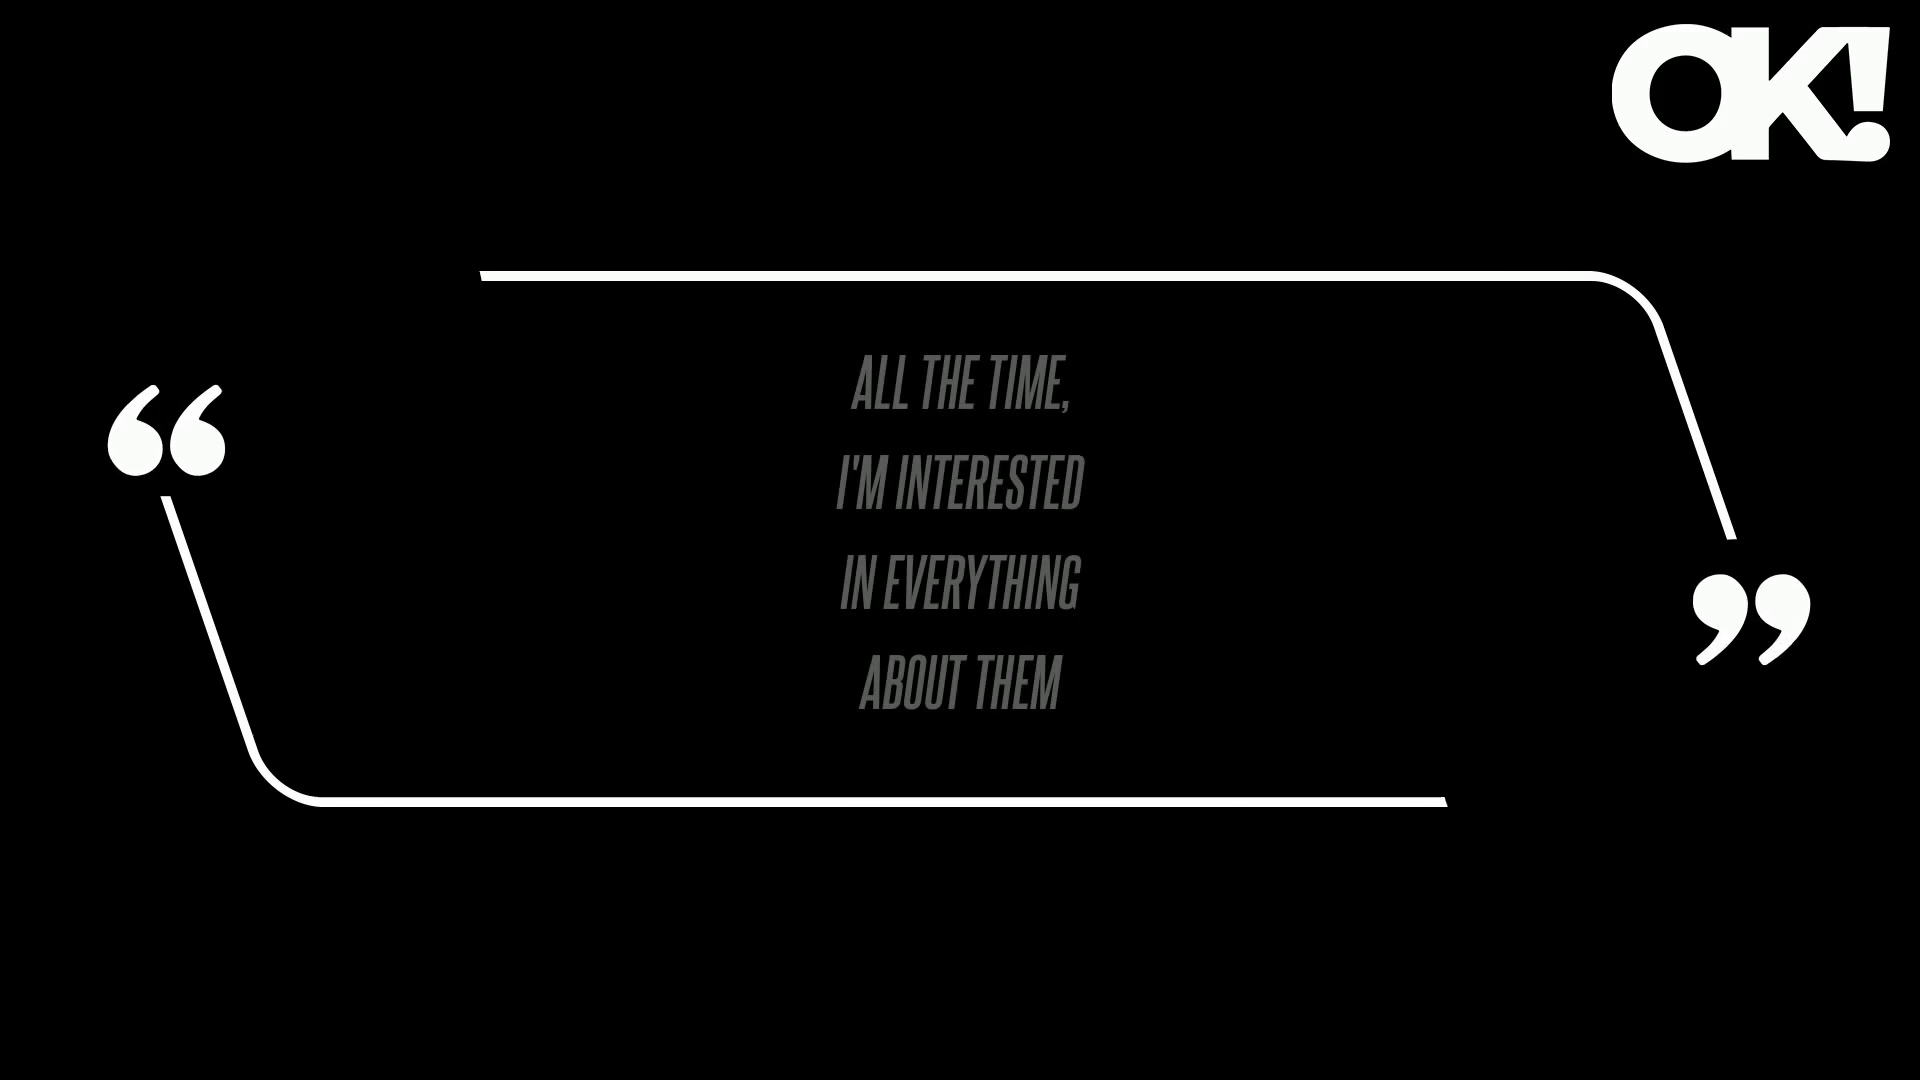 OK!
ALL THE TIME,
I'M INTERESTED
IN EVERYTHING
ABOUT THEM